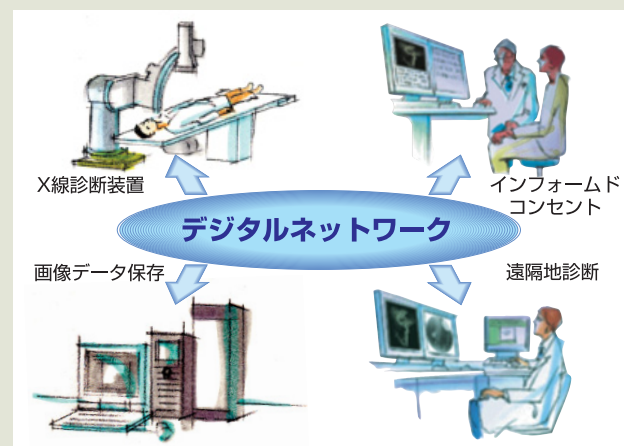 X線診断装置
インフォームド
コンセント
デジタルネットワーク
画像データ保存
遠隔地診断